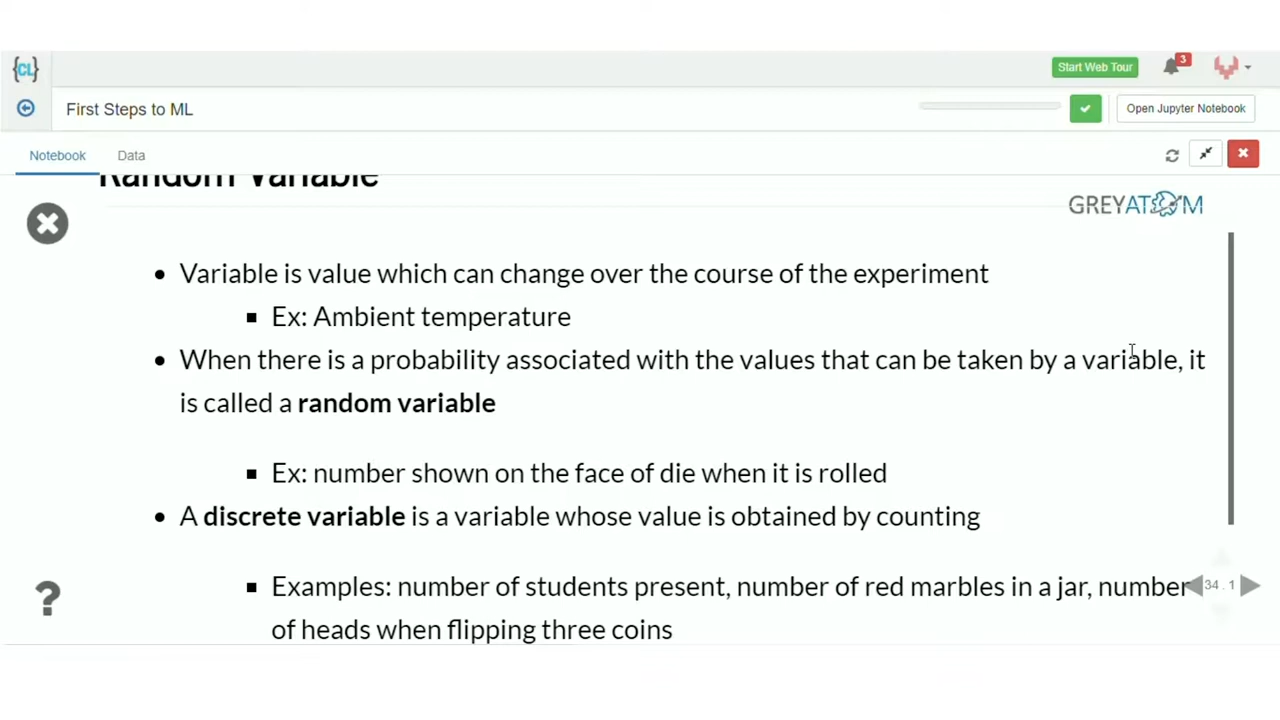 {CL}
Start Web Tour
3
First Steps to ML
Open Jupyter Notebook
Notebook
Data
Random Variable
GREYATOM
Variable is value which can change over the course of the experiment
Ex: Ambient temperature
When there is a probability associated with the values that can be taken by a variable, it
is called a random variable
Ex: number shown on the face of die when it is rolled
A discrete variable is a variable whose value is obtained by counting
?
Examples: number of students present, number of red marbles in a jar, number
34.1
of heads when flipping three coins